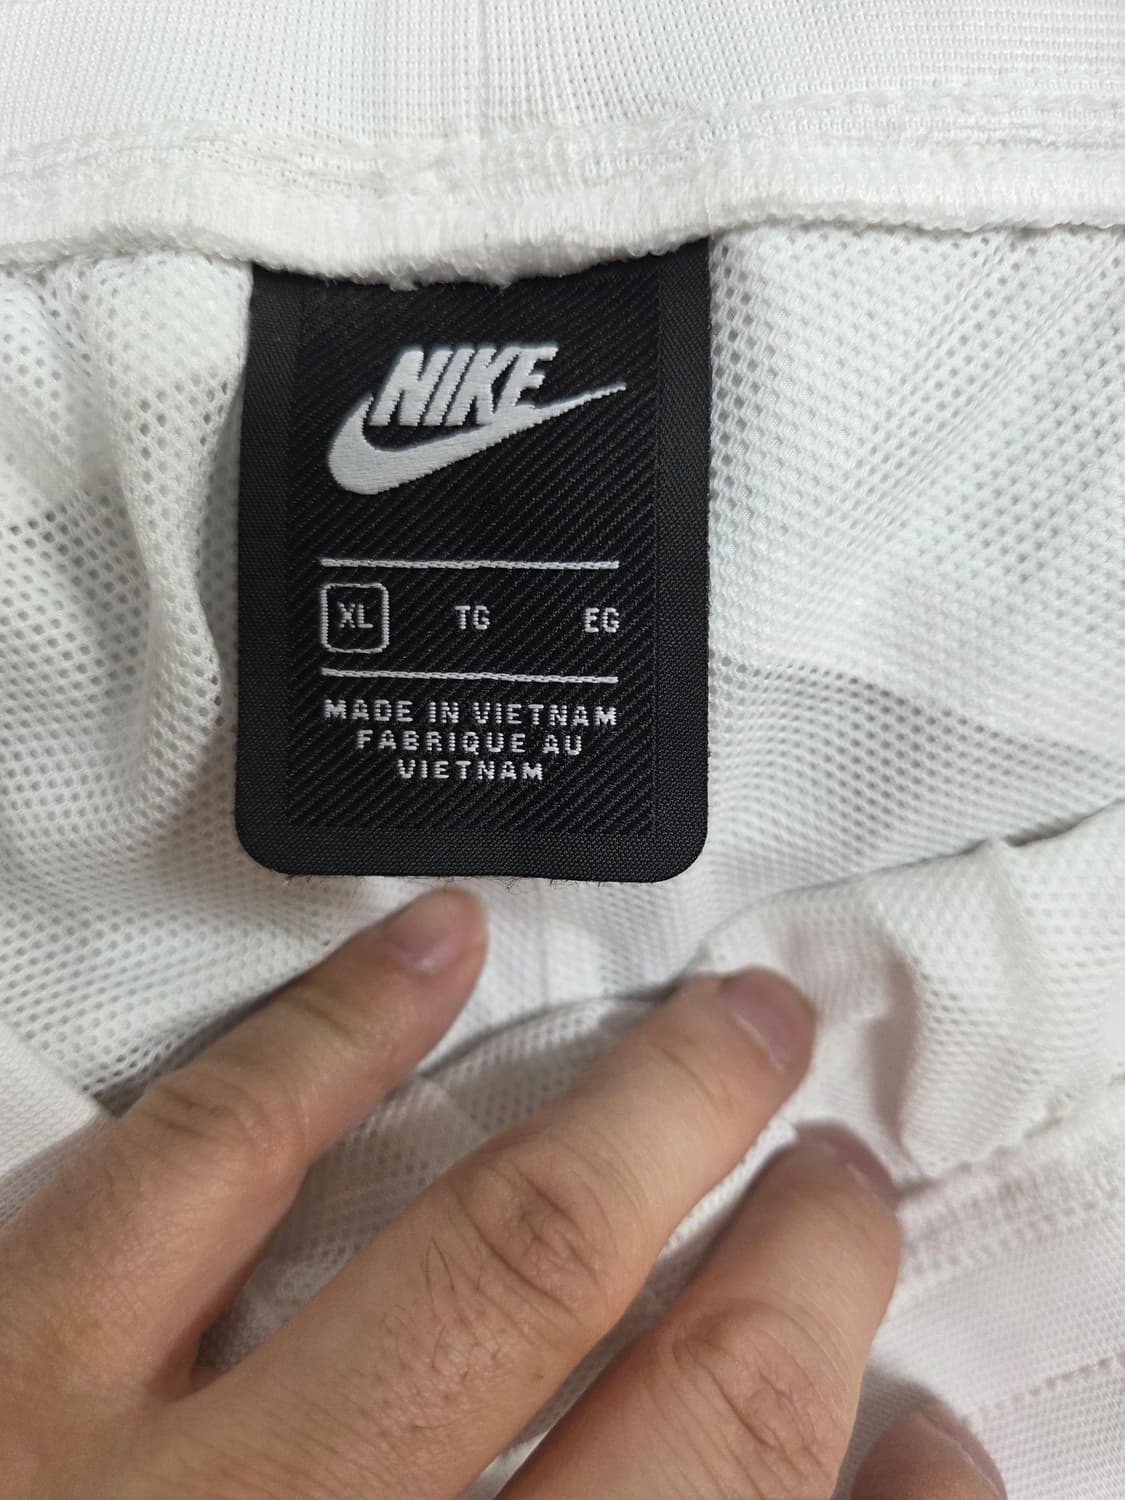 NIKE
XL TG EG
MADE IN VIETNAM
FABRIQUE AU
VIETNAM